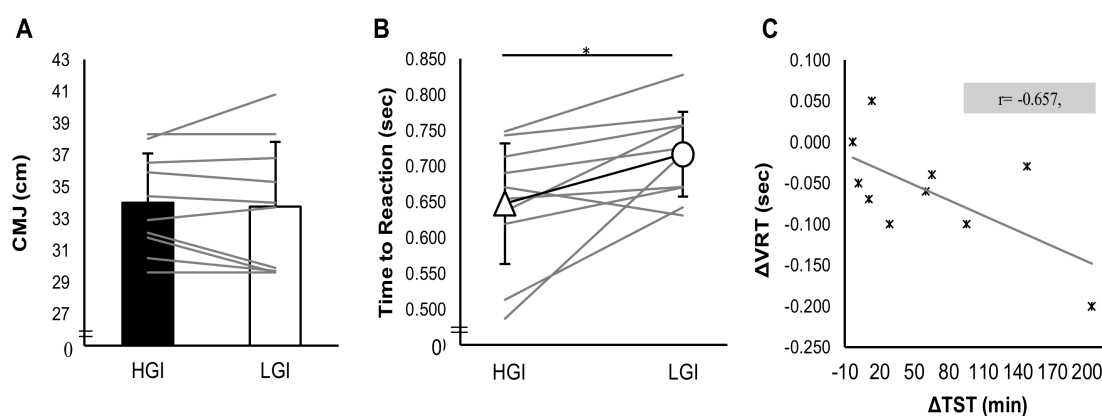 A
CMJ (cm)
43
41
39
37
35
33
31
29
27
0
HGI LGI
B
*
Time to Reaction (sec)
0.850
0.800
0.750
0.700
0.650
0.600
0.550
0.500
0
HGI LGI
C
r= -0.657,
ΔVRT (sec)
0.100
0.050
0.000
-0.050
-0.100
-0.150
-0.200
-0.250
-10 20 50 80 110 140 170 200
ΔTST (min)